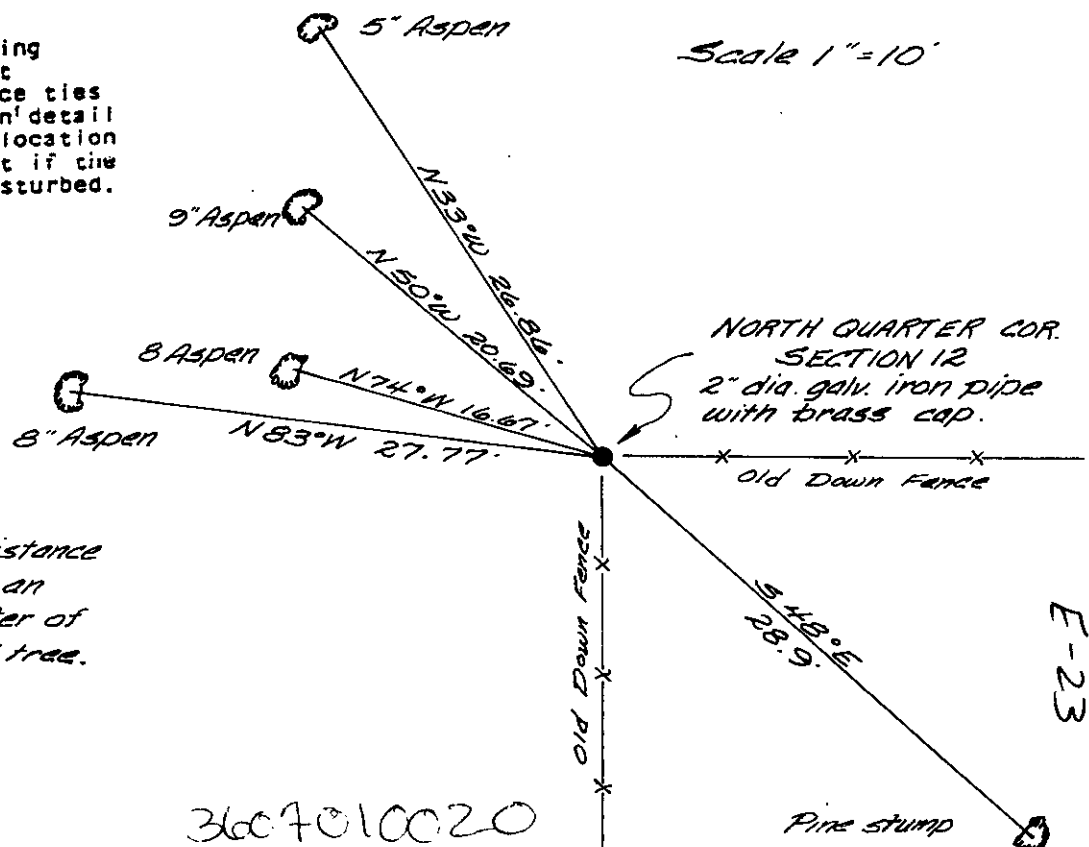 ing
t
ce ties
n' detail
location
t if the
sturbed.
5" Aspen
Scale 1"=10'
N33°W 26.86'
9" Aspen
N50°W 20.69'
8 Aspen
N74°W 16.67'
8" Aspen
N83°W 27.77'
NORTH QUARTER COR.
SECTION 12
2" dia. galv. iron pipe
with brass cap.
Old Down Fence
istance
an
ter of
tree.
Old Down Fence
S48°E
28.9'
E-23
3607010020
Pine stump